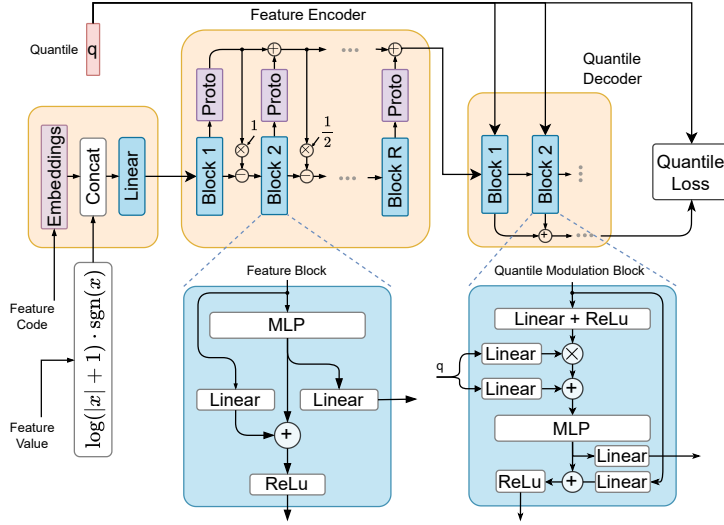 Feature Encoder
Quantile
q
Quantile
Decoder
Proto
Proto
...
Proto
1
1/2
Embeddings
Concat
Linear
Block 1
Block 2
...
Block R
Block 1
Block 2
...
...
Quantile
Loss
Feature
Code
Feature
Value
log(|x| + 1) · sgn(x)
Feature Block
MLP
Linear
Linear
+
ReLu
Quantile Modulation Block
Linear + ReLu
q
Linear
×
Linear
+
MLP
Linear
ReLu
+
Linear